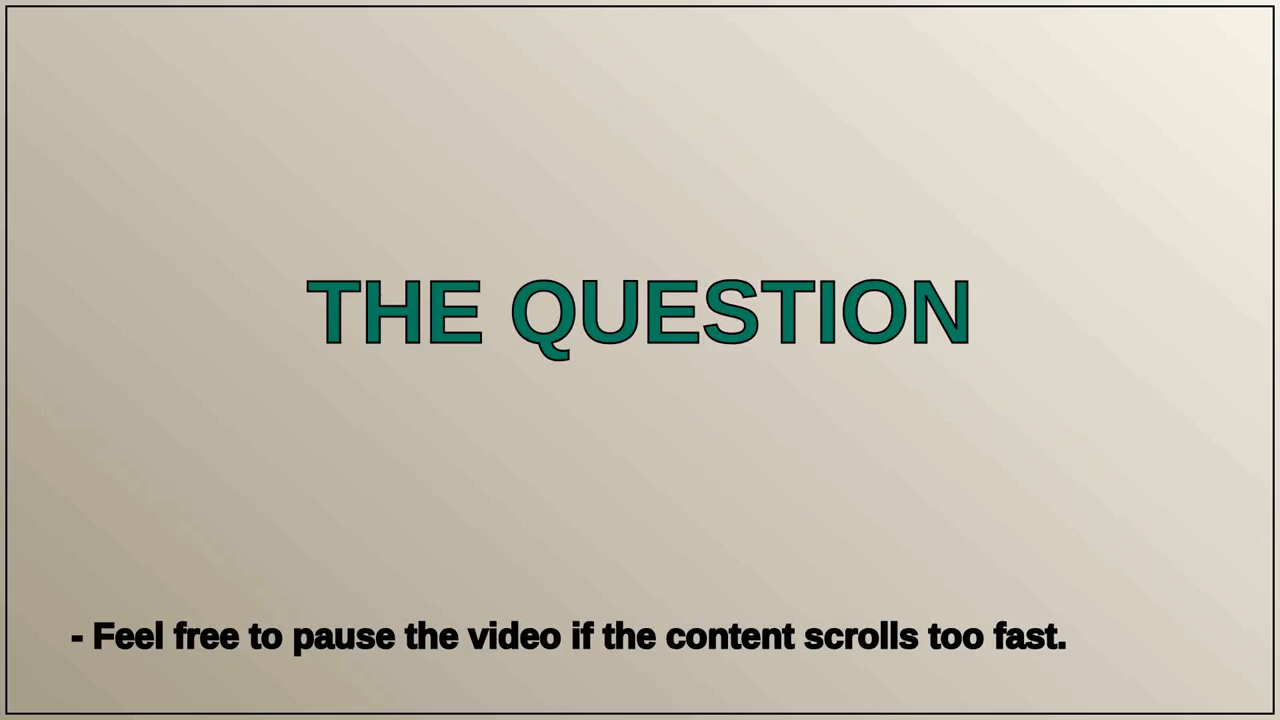 THE QUESTION
- Feel free to pause the video if the content scrolls too fast.